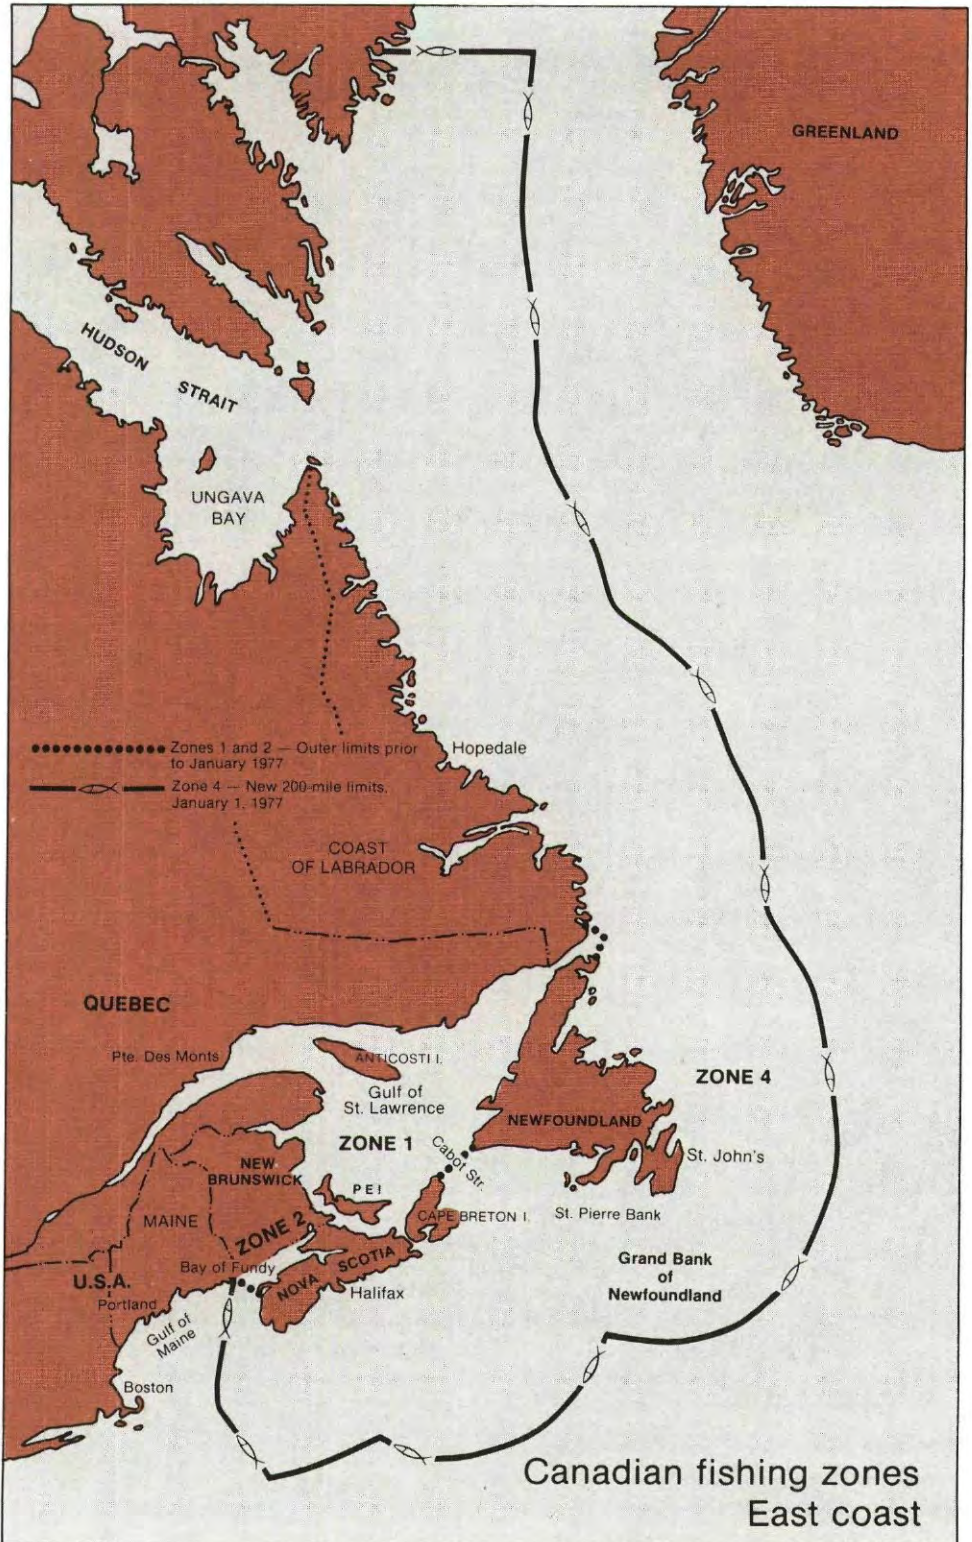 GREENLAND
HUDSON
STRAIT
UNGAVA
BAY
Zones 1 and 2 — Outer limits prior
to January 1977
Zone 4 — New 200-mile limits,
January 1, 1977
Hopedale
COAST
OF LABRADOR
QUEBEC
Pte. Des Monts
ANTICOSTI I.
Gulf of
St. Lawrence
ZONE 1
ZONE 4
NEWFOUNDLAND
Cabot Str.
St. John's
NEW
BRUNSWICK
P E I
MAINE
ZONE 2
CAPE BRETON I.
St. Pierre Bank
Bay of Fundy
NOVA SCOTIA
Halifax
Grand Bank
of
Newfoundland
U.S.A.
Portland
Gulf of
Maine
Boston
Canadian fishing zones
East coast